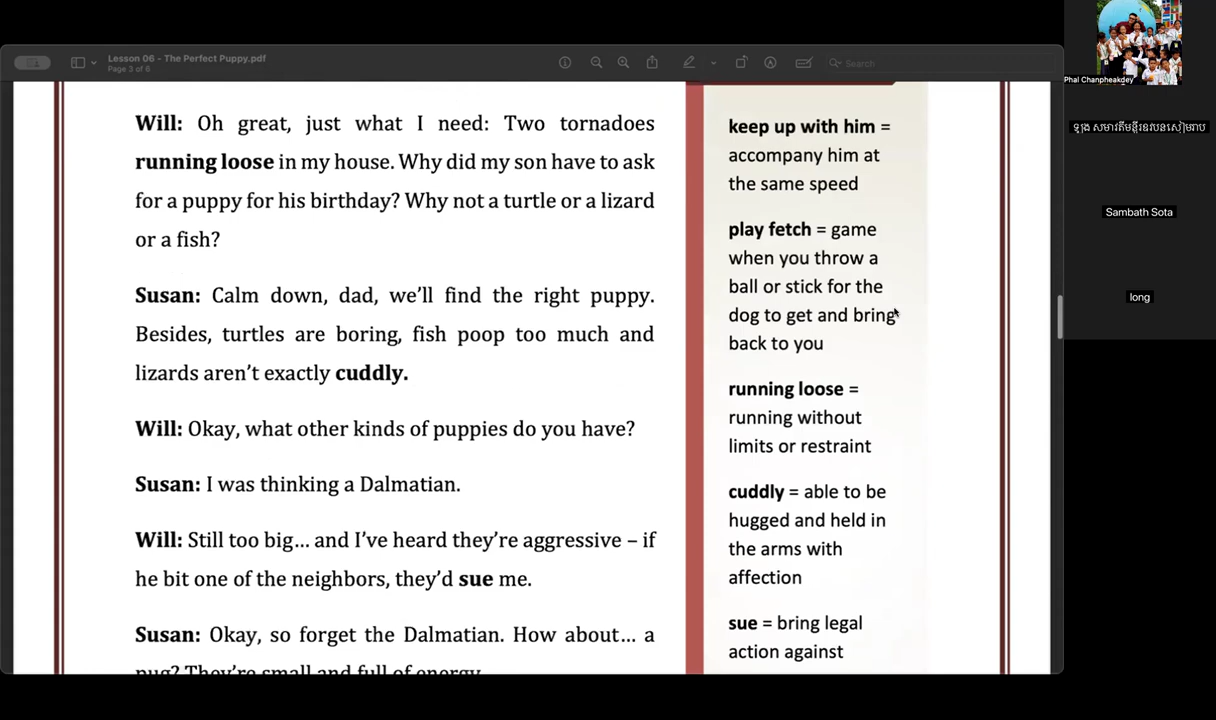 Lesson 06 - The Perfect Puppy.pdf
Page 3 of 6
Search
Will: Oh great, just what I need: Two tornadoes
running loose in my house. Why did my son have to ask
for a puppy for his birthday? Why not a turtle or a lizard
or a fish?
Susan: Calm down, dad, we'll find the right puppy.
Besides, turtles are boring, fish poop too much and
lizards aren't exactly cuddly.
Will: Okay, what other kinds of puppies do you have?
Susan: I was thinking a Dalmatian.
Will: Still too big... and I've heard they're aggressive – if
he bit one of the neighbors, they'd sue me.
Susan: Okay, so forget the Dalmatian. How about... a
pug? They're small and full of energy.
keep up with him =
accompany him at
the same speed
play fetch = game
when you throw a
ball or stick for the
dog to get and bring
back to you
running loose =
running without
limits or restraint
cuddly = able to be
hugged and held in
the arms with
affection
sue = bring legal
action against
Phal Chanpheakdey
Sambath Sota
long